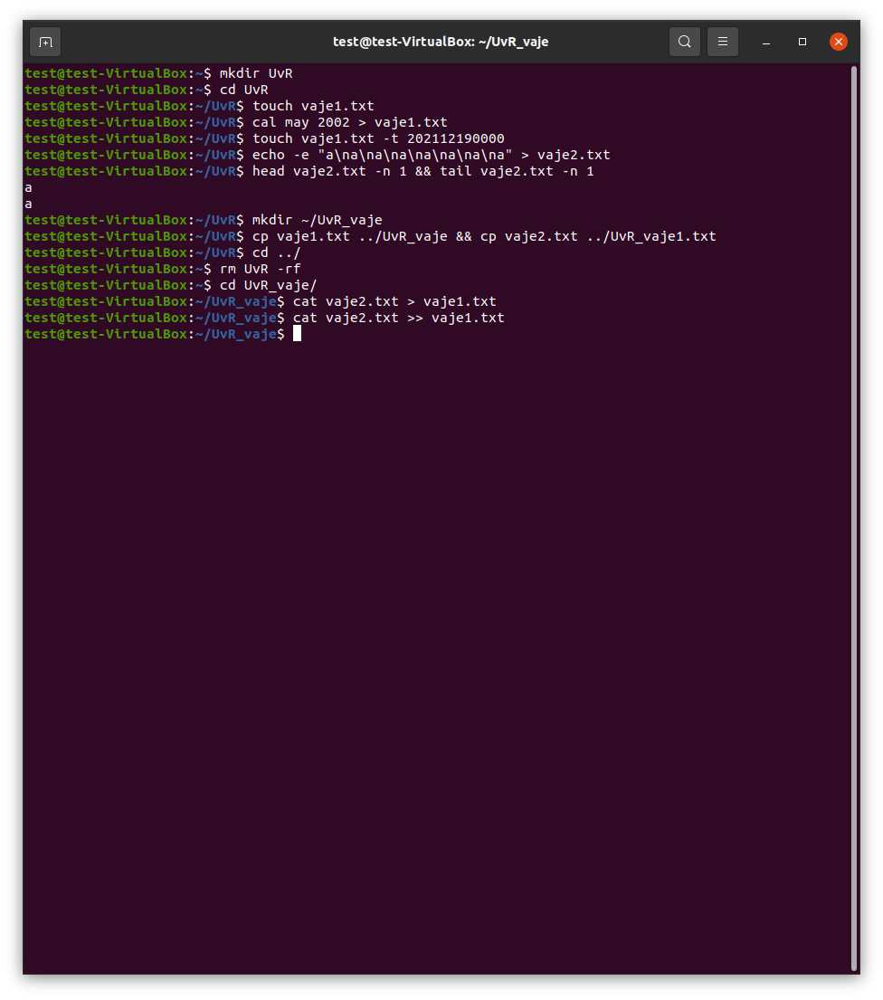 test@test-VirtualBox: ~/UvR_vaje
test@test-VirtualBox:~$ mkdir UvR
test@test-VirtualBox:~$ cd UvR
test@test-VirtualBox:~/UvR$ touch vaje1.txt
test@test-VirtualBox:~/UvR$ cal may 2002 > vaje1.txt
test@test-VirtualBox:~/UvR$ touch vaje1.txt -t 202112190000
test@test-VirtualBox:~/UvR$ echo -e "a\na\na\na\na\na\na\na" > vaje2.txt
test@test-VirtualBox:~/UvR$ head vaje2.txt -n 1 && tail vaje2.txt -n 1
a
a
test@test-VirtualBox:~/UvR$ mkdir ~/UvR_vaje
test@test-VirtualBox:~/UvR$ cp vaje1.txt ../UvR_vaje && cp vaje2.txt ../UvR_vaje1.txt
test@test-VirtualBox:~/UvR$ cd ../
test@test-VirtualBox:~$ rm UvR -rf
test@test-VirtualBox:~$ cd UvR_vaje/
test@test-VirtualBox:~/UvR_vaje$ cat vaje2.txt > vaje1.txt
test@test-VirtualBox:~/UvR_vaje$ cat vaje2.txt >> vaje1.txt
test@test-VirtualBox:~/UvR_vaje$